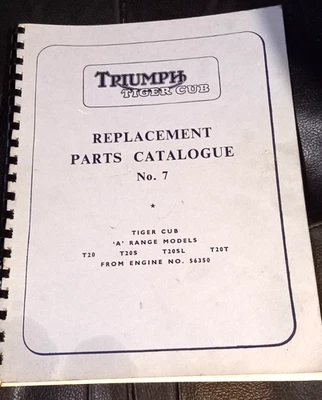 TRIUMPH
TIGER CUB
REPLACEMENT
PARTS CATALOGUE
No. 7
*
TIGER CUB
'A' RANGE MODELS
T20 T20S T20SL T20T
FROM ENGINE NO. 56350